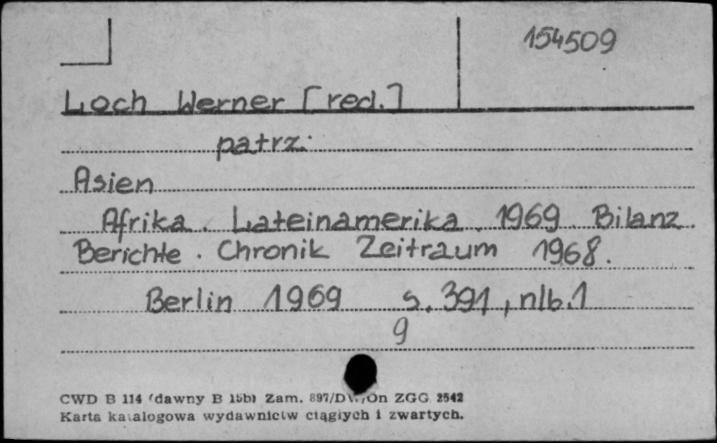 154509
Loch Werner [red.]
patrz:
Asien
Afrika. Lateinamerika. 1969. Bilanz.
Berichte. Chronik Zeitraum 1968.
Berlin 1969 s. 391, nlb. 1
9
CWD B 114 (dawny B 15b) Zam. 897/DW/On ZGG 2542
Karta katalogowa wydawnictw ciągłych i zwartych.